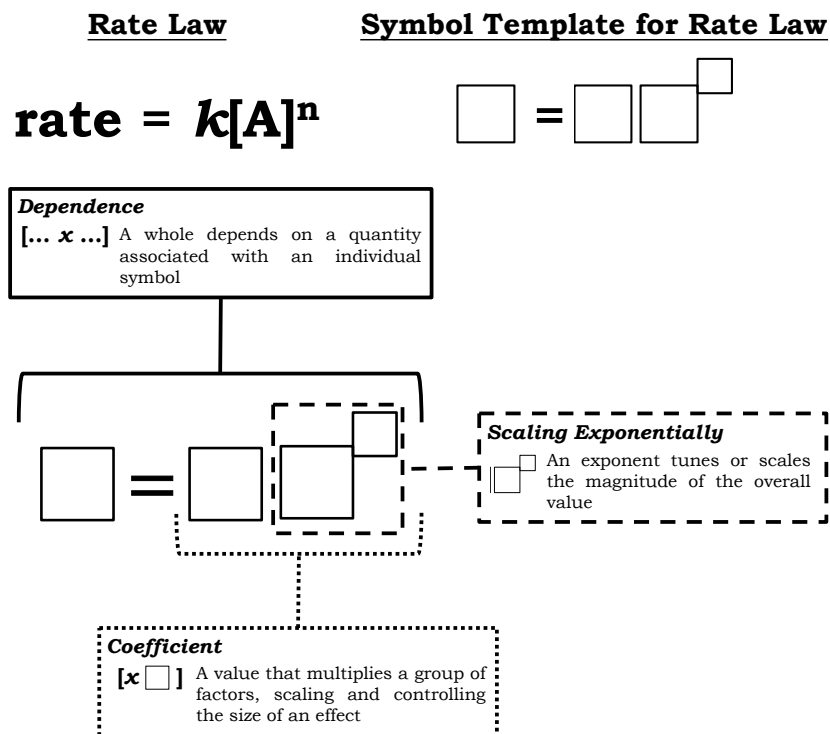 Rate Law
Symbol Template for Rate Law
rate = k[A]ⁿ
=
Dependence
[... x ...] A whole depends on a quantity
associated with an individual
symbol
=
Scaling Exponentially
An exponent tunes or scales
the magnitude of the overall
value
Coefficient
[x □ ] A value that multiplies a group of
factors, scaling and controlling
the size of an effect